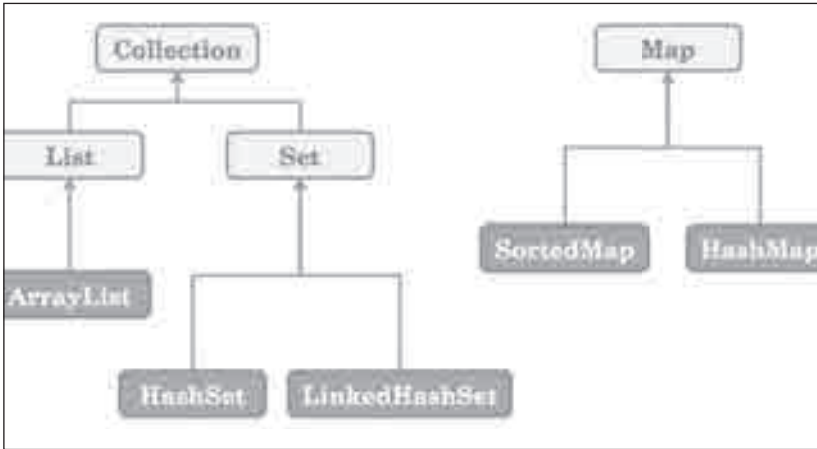 Collection
Map
List
Set
SortedMap
HashMap
ArrayList
HashSet
LinkedHashSet